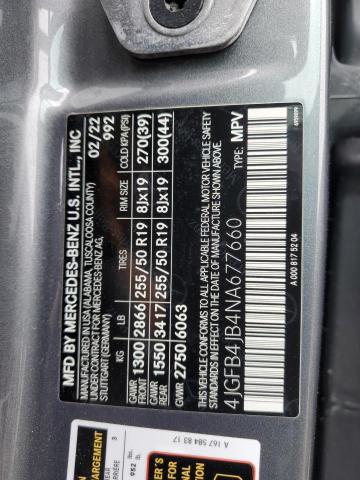 MFD BY MERCEDES-BENZ U.S. INTL., INC
MANUFACTURED IN USA (ALABAMA, TUSCALOOSA COUNTY)
UNDER CONTRACT FOR MERCEDES-BENZ AG,
STUTTGART (GERMANY)
02/22
992
KG LB TIRES RIM SIZE COLD KPA(PSI)
GAWR FRONT 1300 2866 255/50 R19 8Jx19 270(39)
GAWR REAR 1550 3417 255/50 R19 8Jx19 300(44)
GVWR 2750 6063
THIS VEHICLE CONFORMS TO ALL APPLICABLE FEDERAL MOTOR VEHICLE SAFETY
STANDARDS IN EFFECT ON THE DATE OF MANUFACTURE SHOWN ABOVE.
4JGFB4JB4NA677660 TYPE: MPV
A 000 817 52 04
A 167 584 83 17
3
952 lb.
lbs.